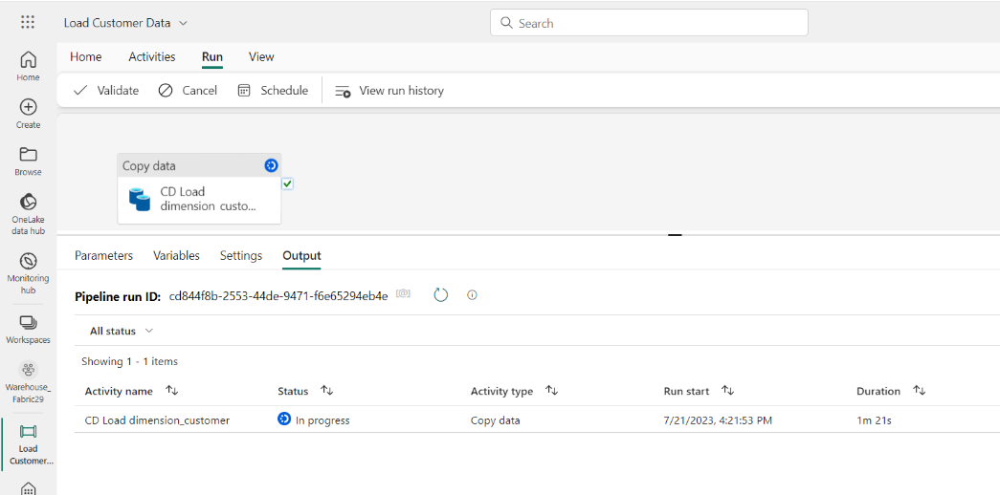 Load Customer Data
Search
Home
Activities
Run
View
Validate
Cancel
Schedule
View run history
Home
Create
Browse
OneLake
data hub
Monitoring
hub
Workspaces
Warehouse_
Fabric29
Load
Customer...
Copy data
CD Load
dimension_custo...
Parameters
Variables
Settings
Output
Pipeline run ID: cd844f8b-2553-44de-9471-f6e65294eb4e
All status
Showing 1 - 1 items
Activity name Status Activity type Run start Duration
CD Load dimension_customer In progress Copy data 7/21/2023, 4:21:53 PM 1m 21s